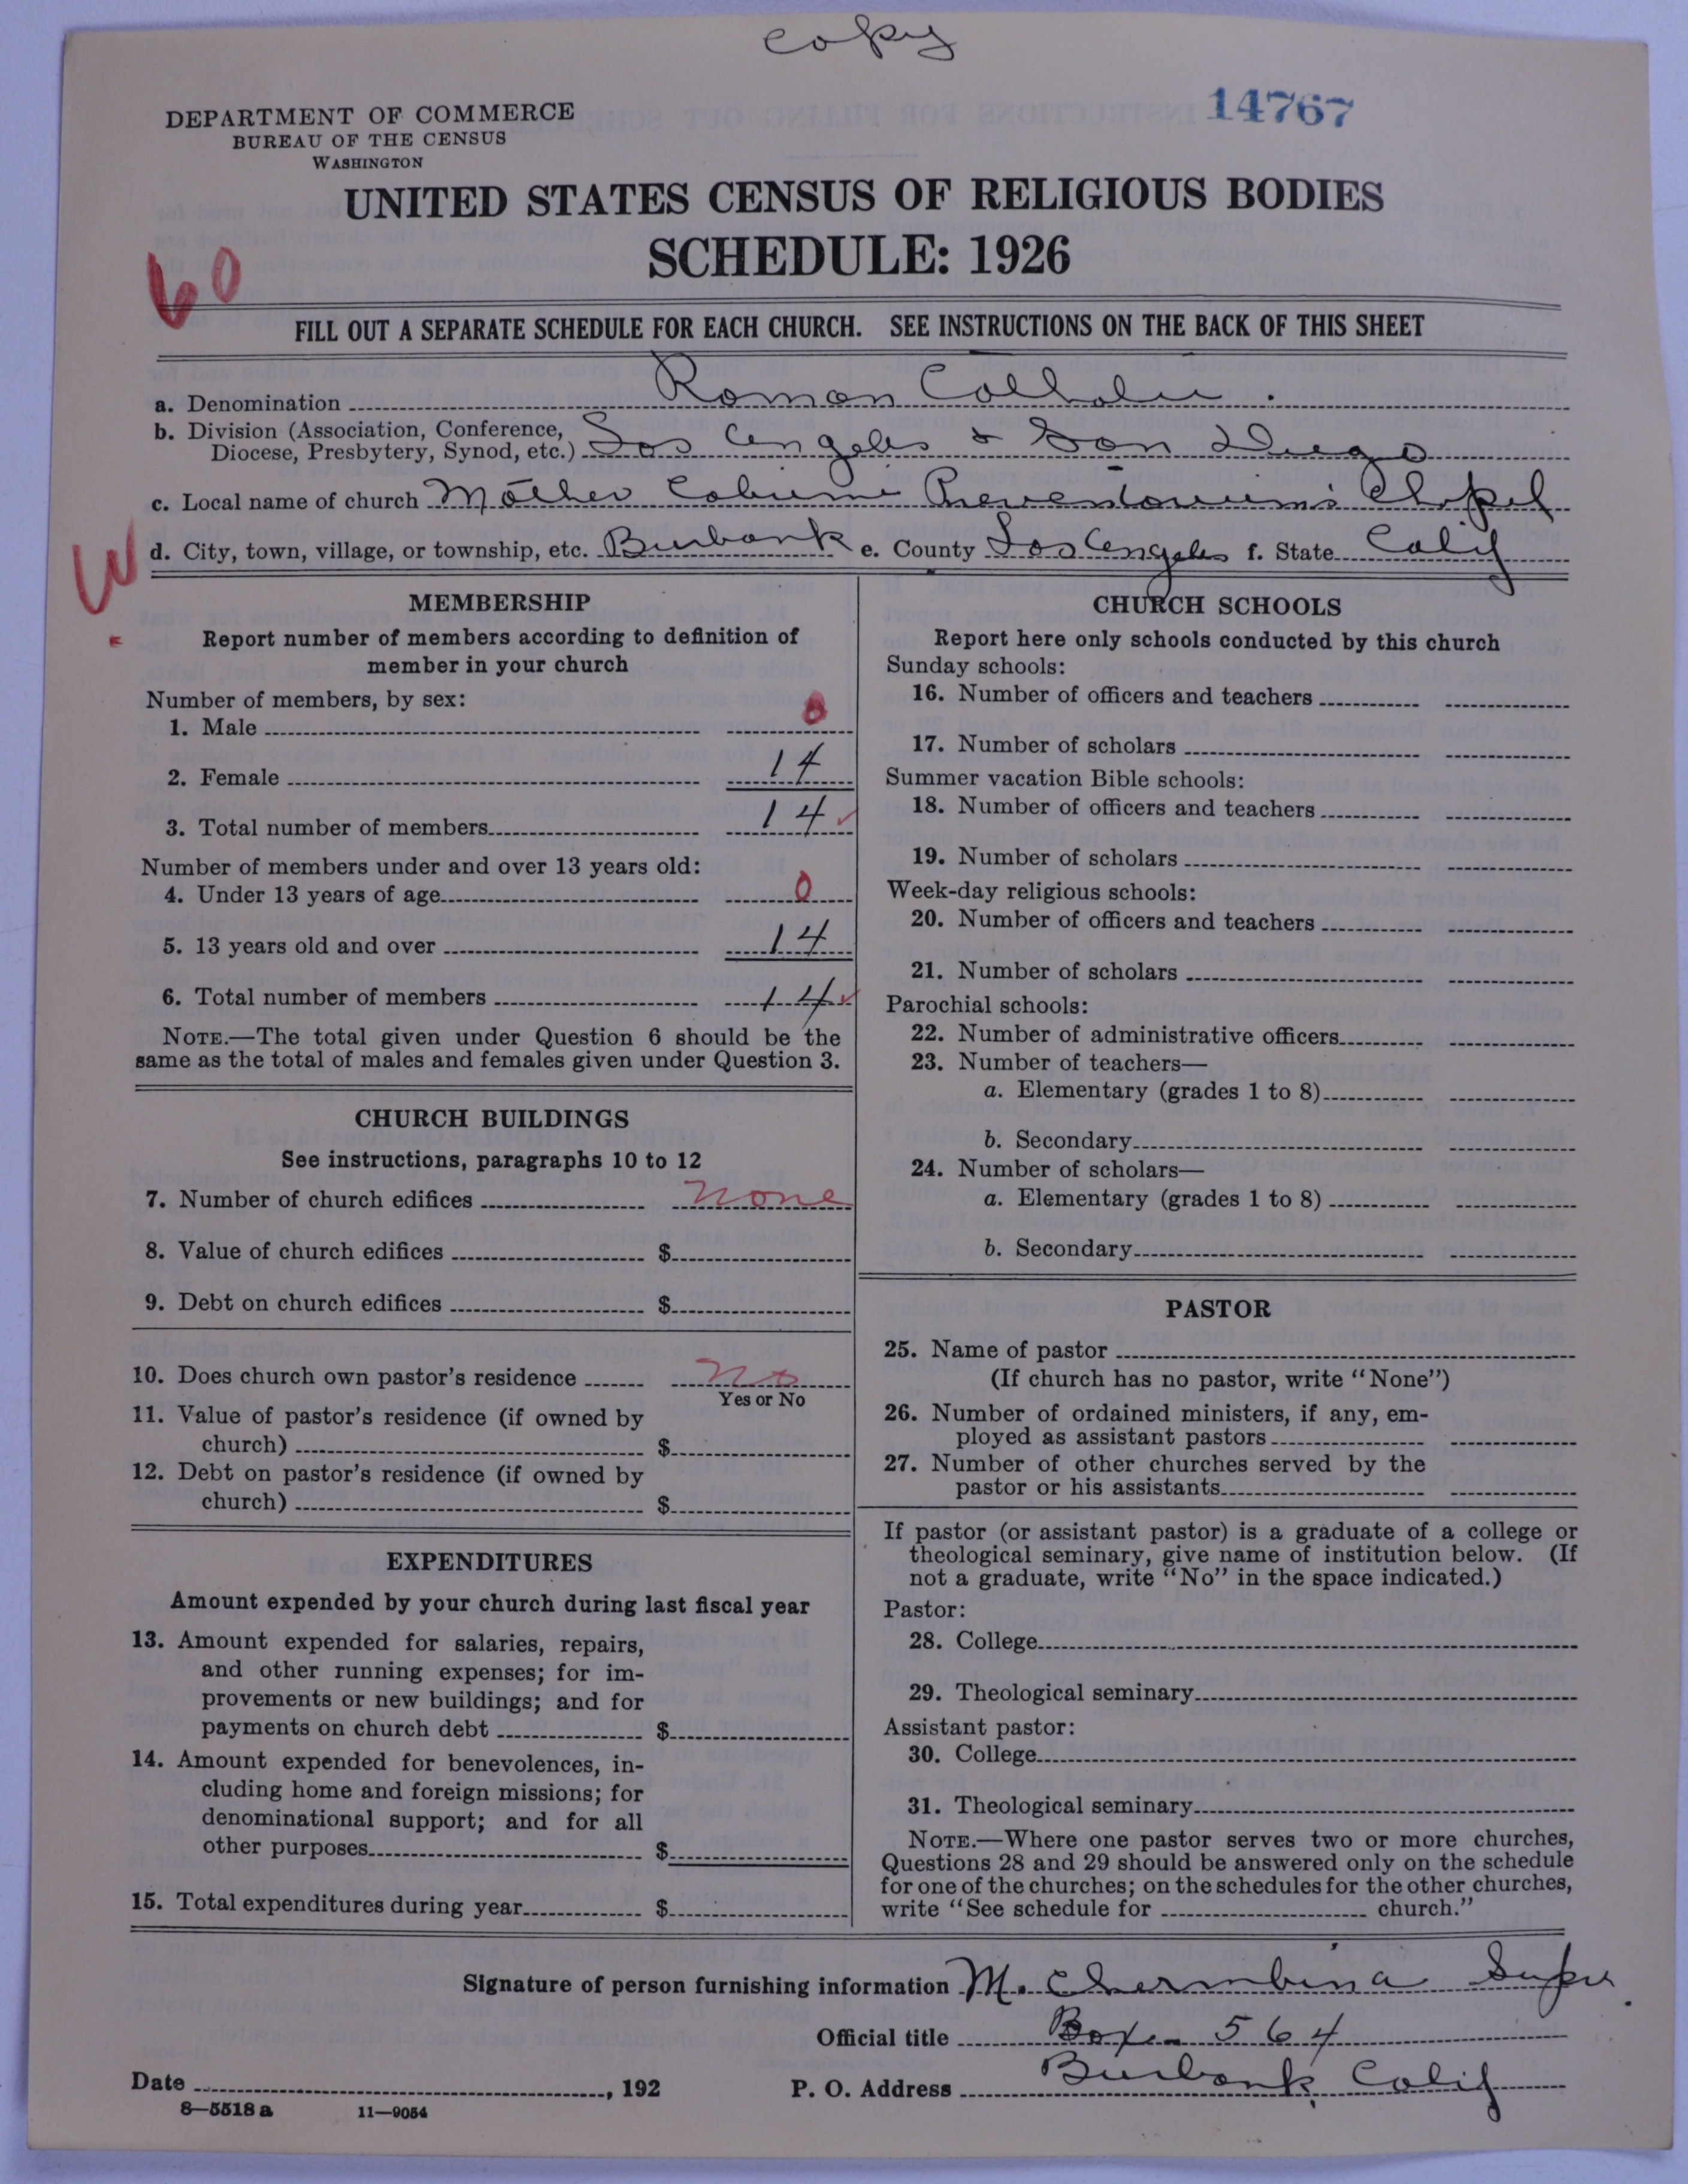 copy
14767
DEPARTMENT OF COMMERCE
BUREAU OF THE CENSUS
WASHINGTON
UNITED STATES CENSUS OF RELIGIOUS BODIES
SCHEDULE: 1926
60
FILL OUT A SEPARATE SCHEDULE FOR EACH CHURCH. SEE INSTRUCTIONS ON THE BACK OF THIS SHEET
a. Denomination Roman Catholic.
b. Division (Association, Conference,
Diocese, Presbytery, Synod, etc.) Los Angeles & San Diego
c. Local name of church Mother Cabrini Chapel
W
d. City, town, village, or township, etc. Burbank e. County Los Angeles f. State Calif
MEMBERSHIP
Report number of members according to definition of
member in your church
Number of members, by sex:
1. Male 0
2. Female 14
3. Total number of members 14 ✓
Number of members under and over 13 years old:
4. Under 13 years of age 0
5. 13 years old and over 14
6. Total number of members 14 ✓
NOTE.—The total given under Question 6 should be the
same as the total of males and females given under Question 3.
CHURCH BUILDINGS
See instructions, paragraphs 10 to 12
7. Number of church edifices none
8. Value of church edifices $
9. Debt on church edifices $
10. Does church own pastor's residence no
Yes or No
11. Value of pastor's residence (if owned by
church) $
12. Debt on pastor's residence (if owned by
church) $
EXPENDITURES
Amount expended by your church during last fiscal year
13. Amount expended for salaries, repairs,
and other running expenses; for im-
provements or new buildings; and for
payments on church debt $
14. Amount expended for benevolences, in-
cluding home and foreign missions; for
denominational support; and for all
other purposes $
15. Total expenditures during year $
CHURCH SCHOOLS
Report here only schools conducted by this church
Sunday schools:
16. Number of officers and teachers
17. Number of scholars
Summer vacation Bible schools:
18. Number of officers and teachers
19. Number of scholars
Week-day religious schools:
20. Number of officers and teachers
21. Number of scholars
Parochial schools:
22. Number of administrative officers
23. Number of teachers—
a. Elementary (grades 1 to 8)
b. Secondary
24. Number of scholars—
a. Elementary (grades 1 to 8)
b. Secondary
PASTOR
25. Name of pastor
(If church has no pastor, write "None")
26. Number of ordained ministers, if any, em-
ployed as assistant pastors
27. Number of other churches served by the
pastor or his assistants
If pastor (or assistant pastor) is a graduate of a college or
theological seminary, give name of institution below. (If
not a graduate, write "No" in the space indicated.)
Pastor:
28. College
29. Theological seminary
Assistant pastor:
30. College
31. Theological seminary
NOTE.—Where one pastor serves two or more churches,
Questions 28 and 29 should be answered only on the schedule
for one of the churches; on the schedules for the other churches,
write "See schedule for church."
Signature of person furnishing information M. Cherubina Supr.
Official title Box 564
Date , 192 P. O. Address Burbank, Calif
8—5518 a 11—9054